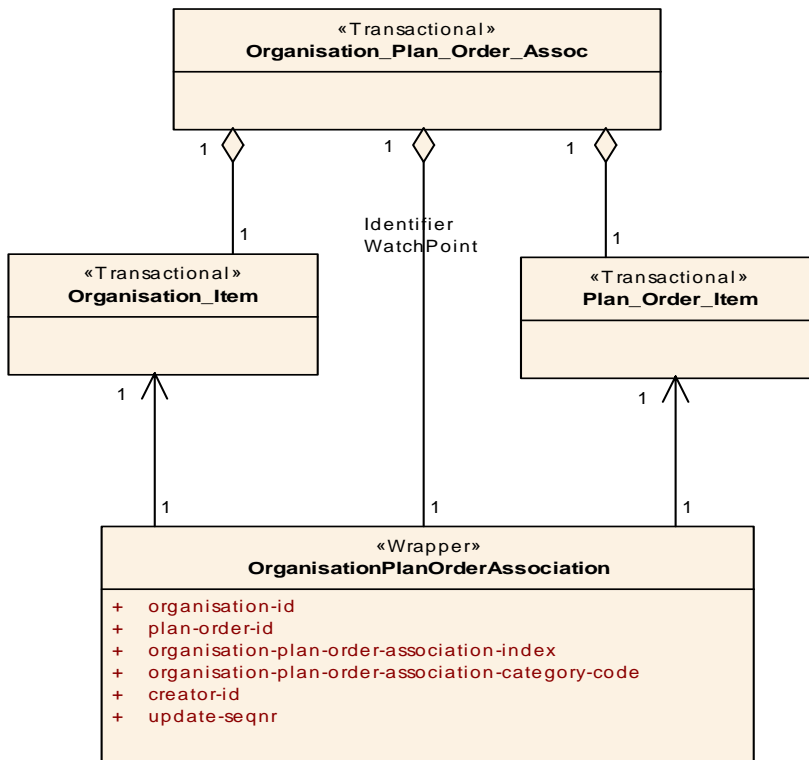 «Transactional»
Organisation_Plan_Order_Assoc
1
1
1
Identifier
WatchPoint
1
1
«Transactional»
Organisation_Item
«Transactional»
Plan_Order_Item
1
1
1
1
1
«Wrapper»
OrganisationPlanOrderAssociation
+ organisation-id
+ plan-order-id
+ organisation-plan-order-association-index
+ organisation-plan-order-association-category-code
+ creator-id
+ update-seqnr